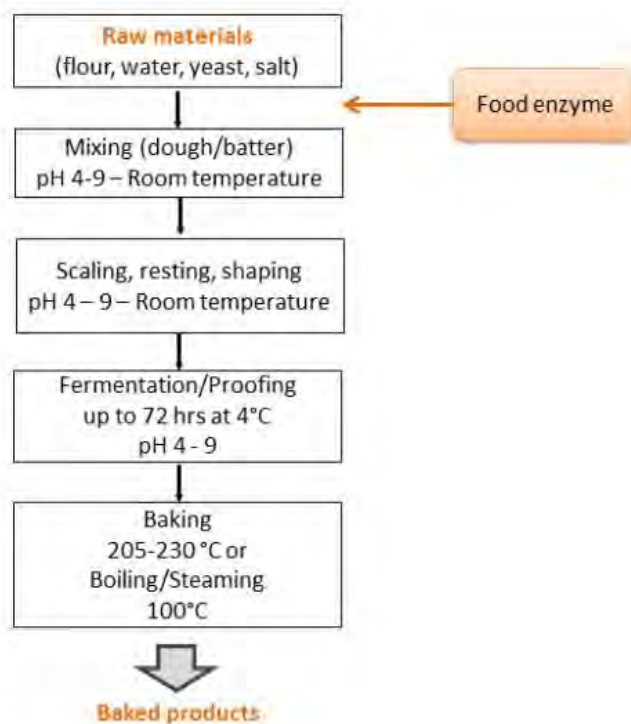 Raw materials
(flour, water, yeast, salt)
Food enzyme
Mixing (dough/batter)
pH 4-9 – Room temperature
Scaling, resting, shaping
pH 4 – 9 – Room temperature
Fermentation/Proofing
up to 72 hrs at 4°C
pH 4 - 9
Baking
205-230 °C or
Boiling/Steaming
100°C
Baked products